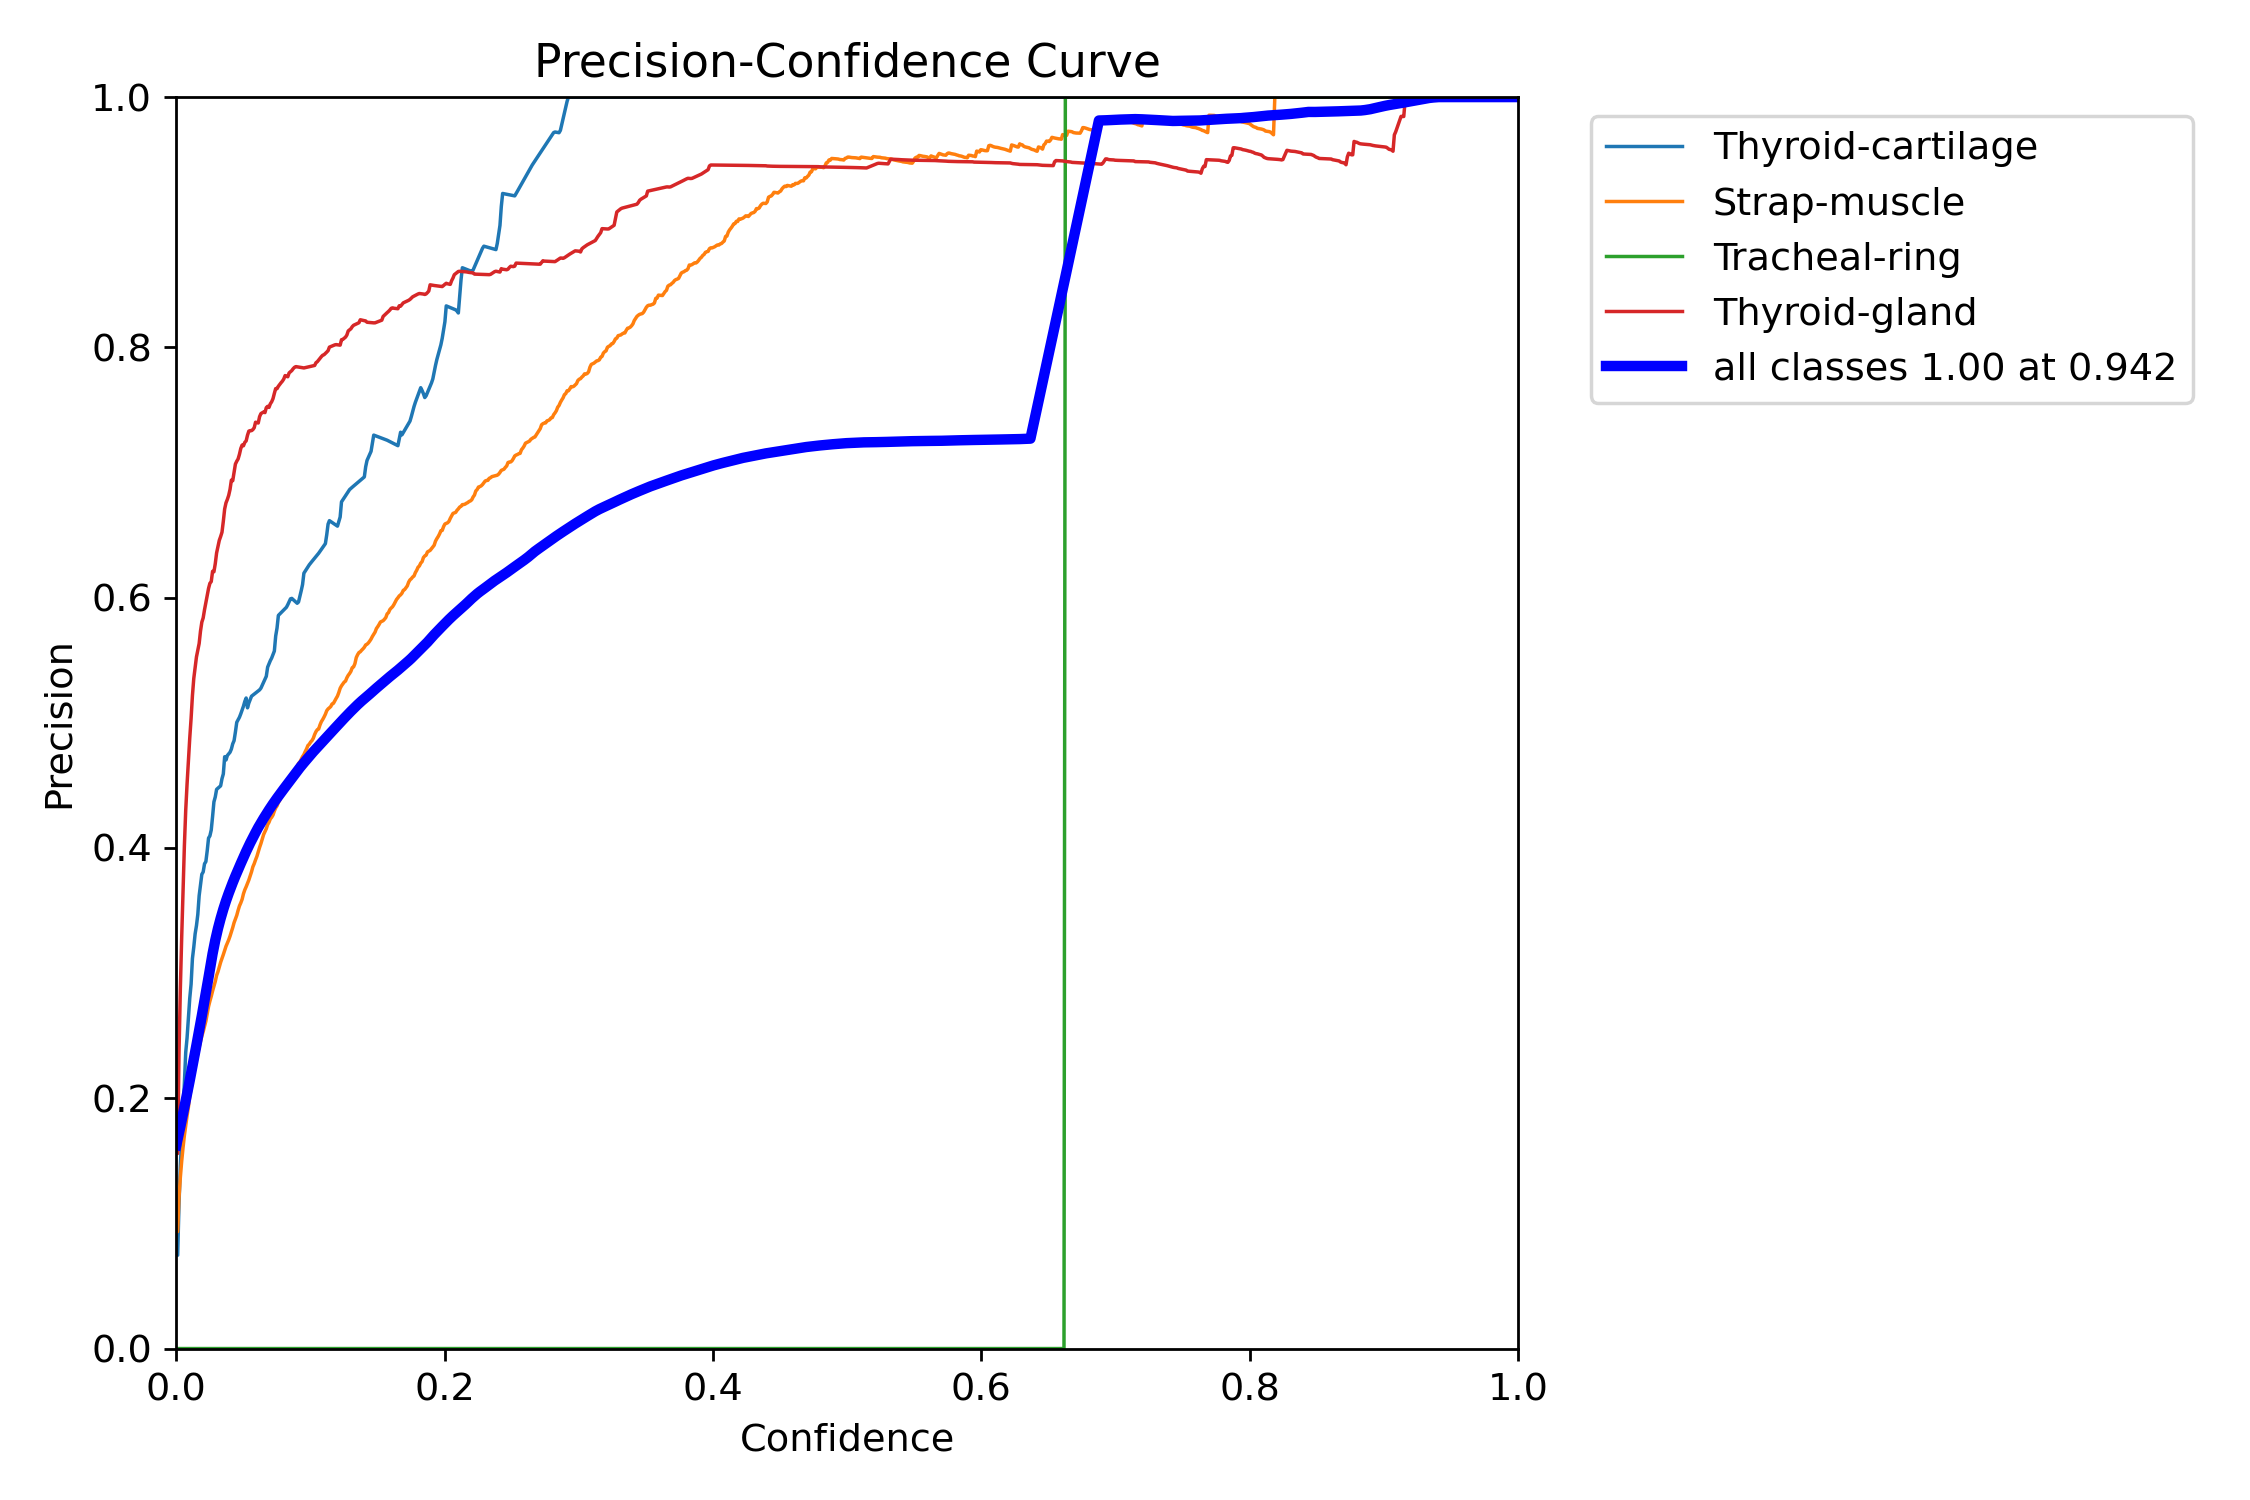 Precision-Confidence Curve
1.0
0.8
0.6
0.4
0.2
0.0
Precision
0.0 0.2 0.4 0.6 0.8 1.0
Confidence
Thyroid-cartilage
Strap-muscle
Tracheal-ring
Thyroid-gland
all classes 1.00 at 0.942